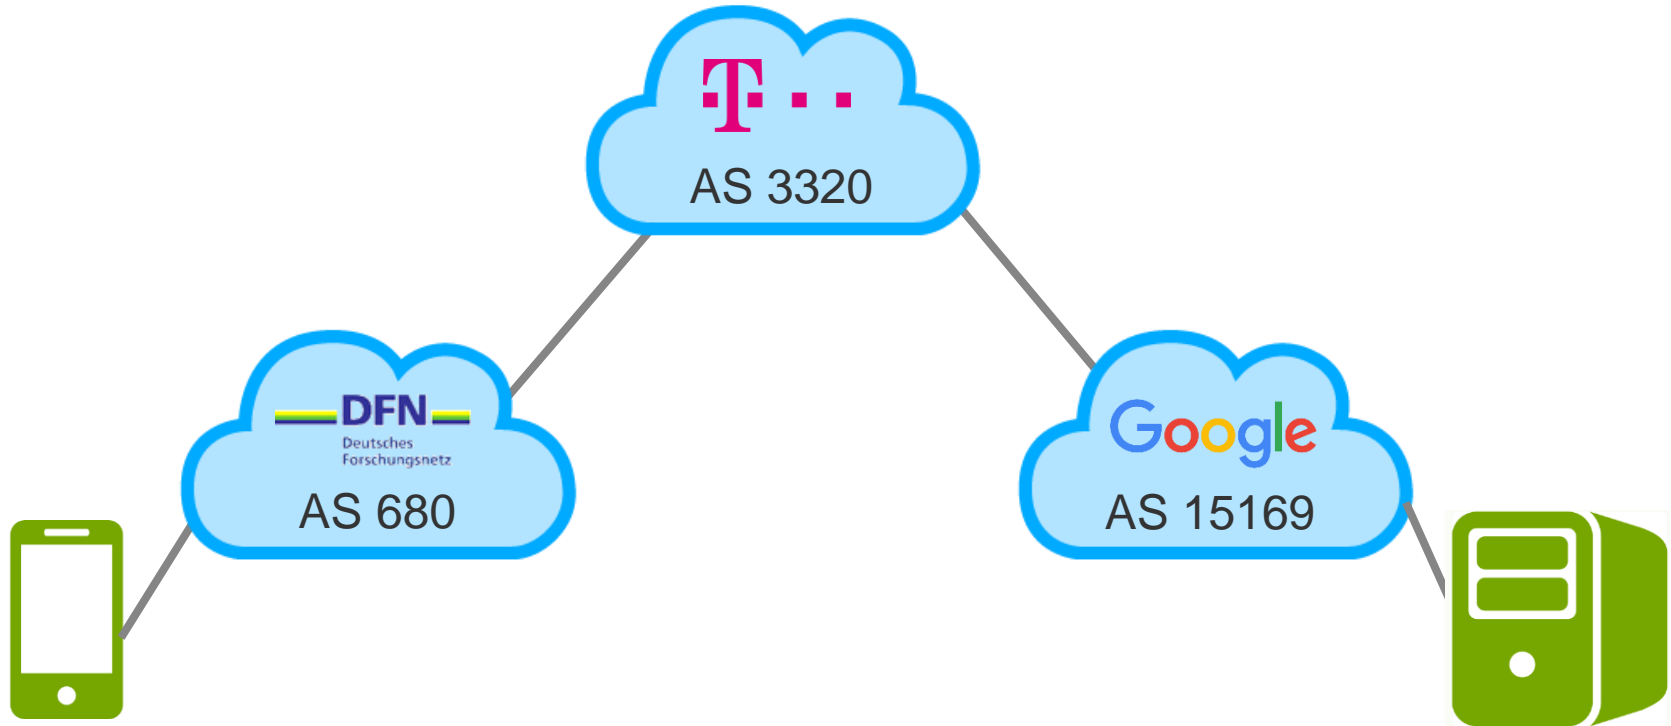 T
AS 3320
DFN
Deutsches
Forschungsnetz
AS 680
Google
AS 15169